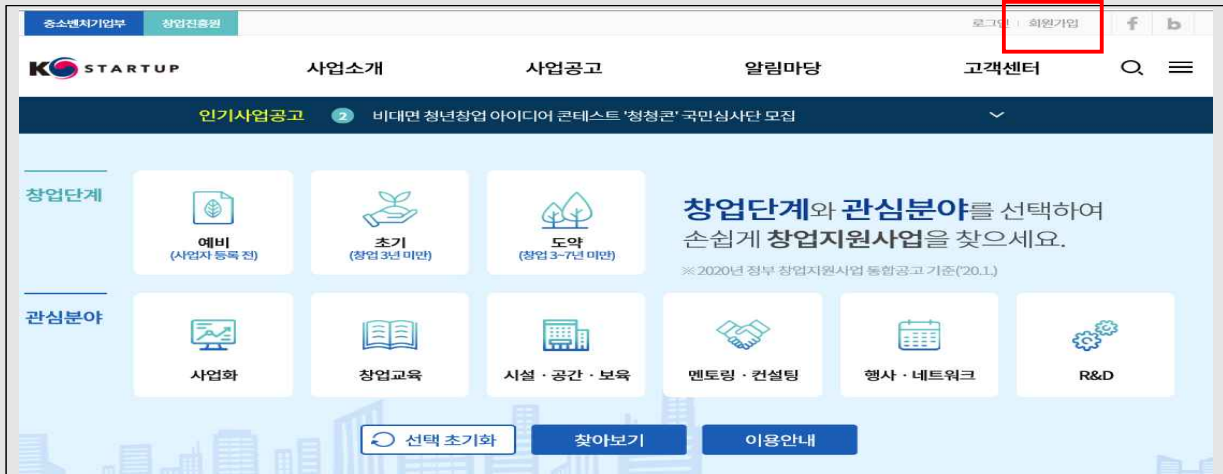 중소벤처기업부 창업진흥원 로그인 회원가입 f b
K STARTUP 사업소개 사업공고 알림마당 고객센터
인기사업공고 2 비대면 청년창업 아이디어 콘테스트 '청청콘' 국민심사단 모집
창업단계
예비
(사업자 등록 전)
초기
(창업 3년 미만)
도약
(창업 3~7년 미만)
창업단계와 관심분야를 선택하여
손쉽게 창업지원사업을 찾으세요.
※ 2020년 정부 창업지원사업 통합공고 기준('20.1.)
관심분야
사업화 창업교육 시설 · 공간 · 보육 멘토링 · 컨설팅 행사 · 네트워크 R&D
선택 초기화 찾아보기 이용안내